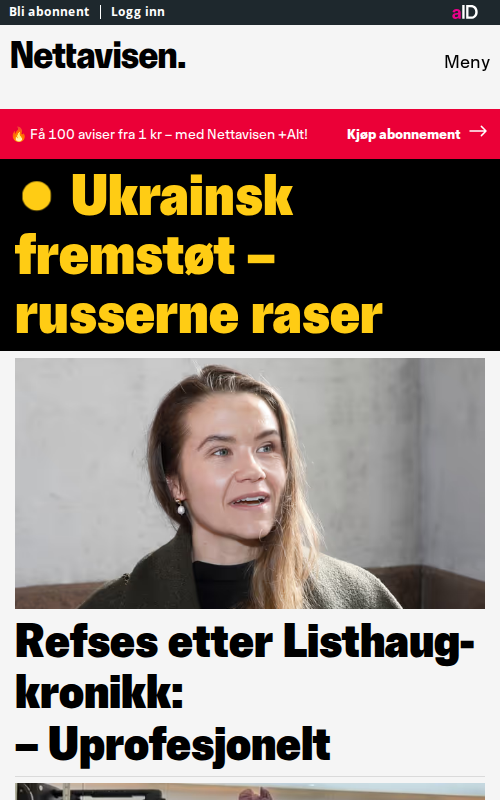 Bli abonnent | Logg inn
aID
Nettavisen.
Meny
🔥 Få 100 aviser fra 1 kr – med Nettavisen +Alt!
Kjøp abonnement →
Ukrainsk
fremstøt –
russerne raser
Refses etter Listhaug-
kronikk:
– Uprofesjonelt